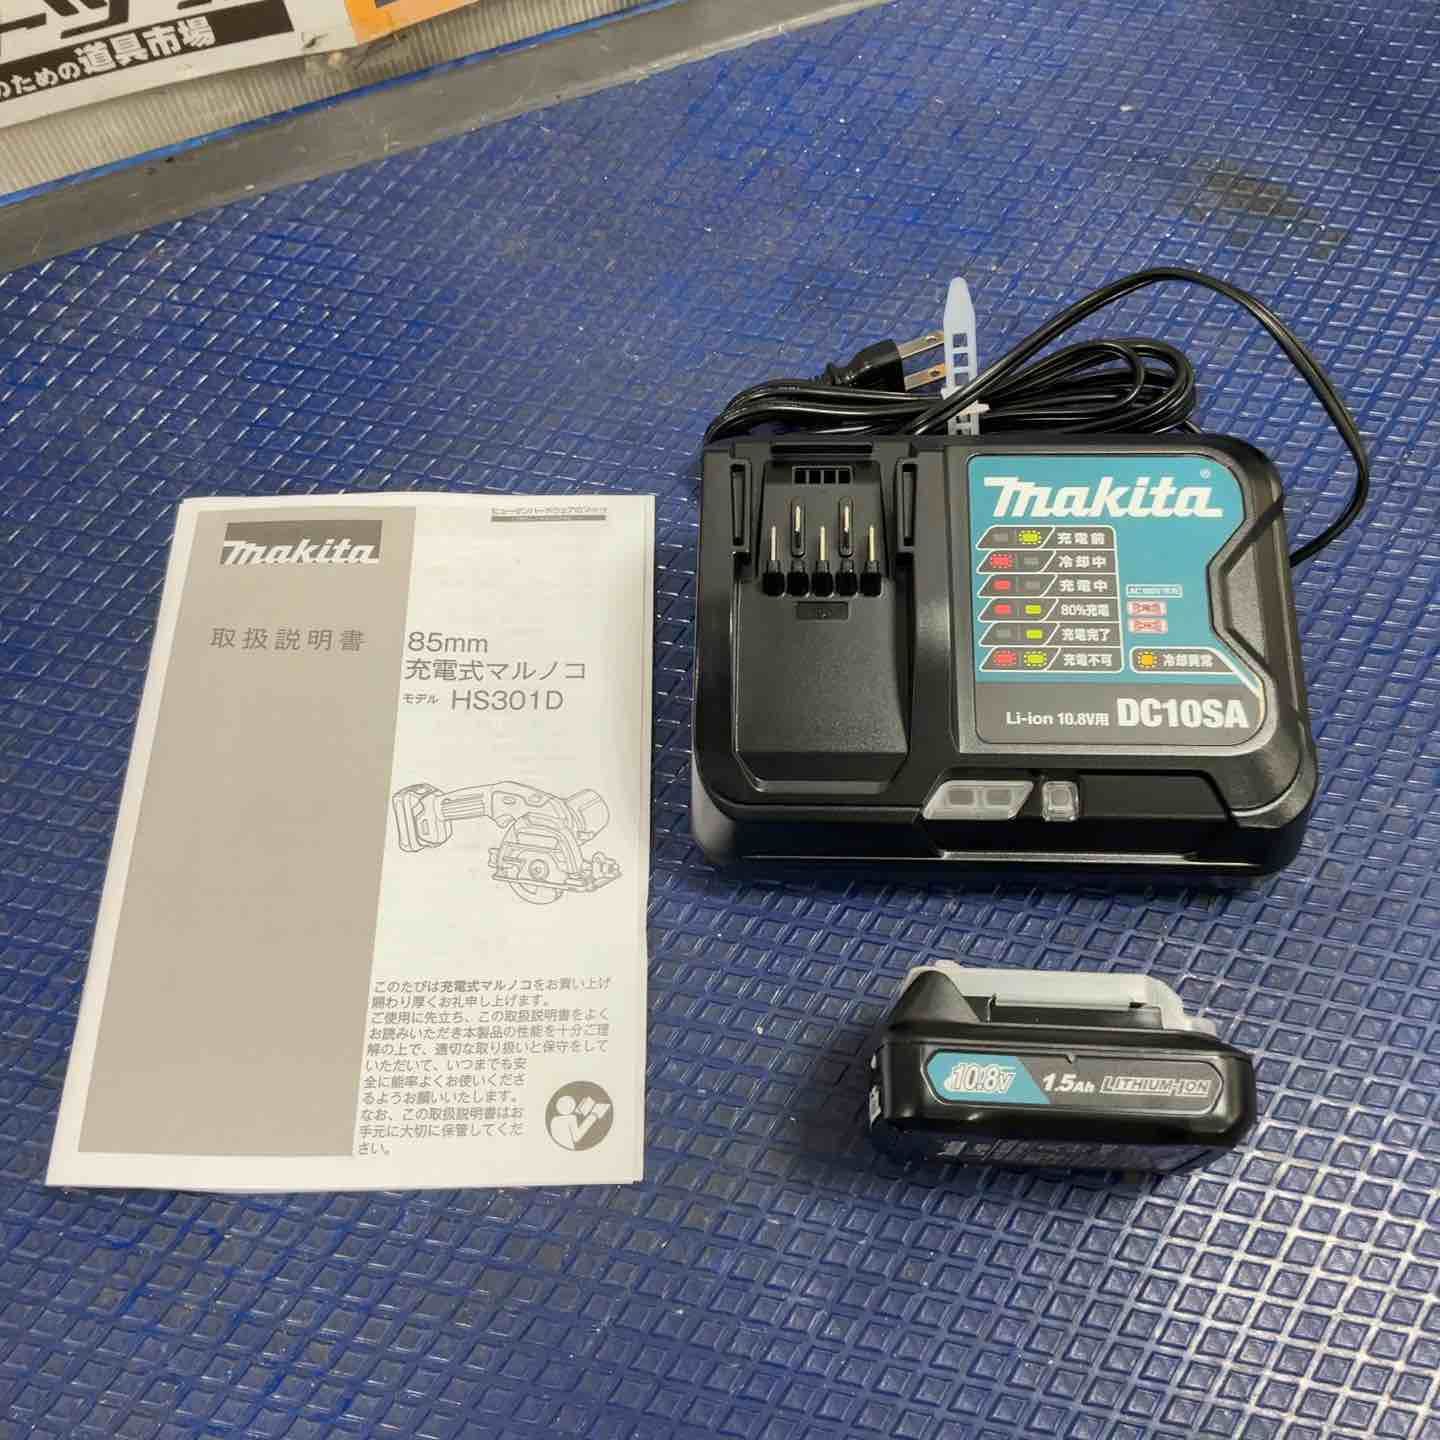 のための道具市場
makita
取扱説明書
85mm
充電式マルノコ
モデル HS301D
このたびは充電式マルノコをお買い上げ
賜わり厚くお礼申し上げます。
ご使用に先立ち、この取扱説明書をよく
お読みいただき本製品の性能を十分ご理
解の上で、適切な取り扱いと保守をして
いただいて、いつまでも安
全に能率よくお使いくださ
るようお願いいたします。
なお、この取扱説明書はお
手元に大切に保管してくだ
さい。
makita®
充電前
冷却中
充電中
80%充電
充電完了
充電不可
冷却異常
Li-ion 10.8V用 DC10SA
10.8V 1.5Ah LITHIUM-ION